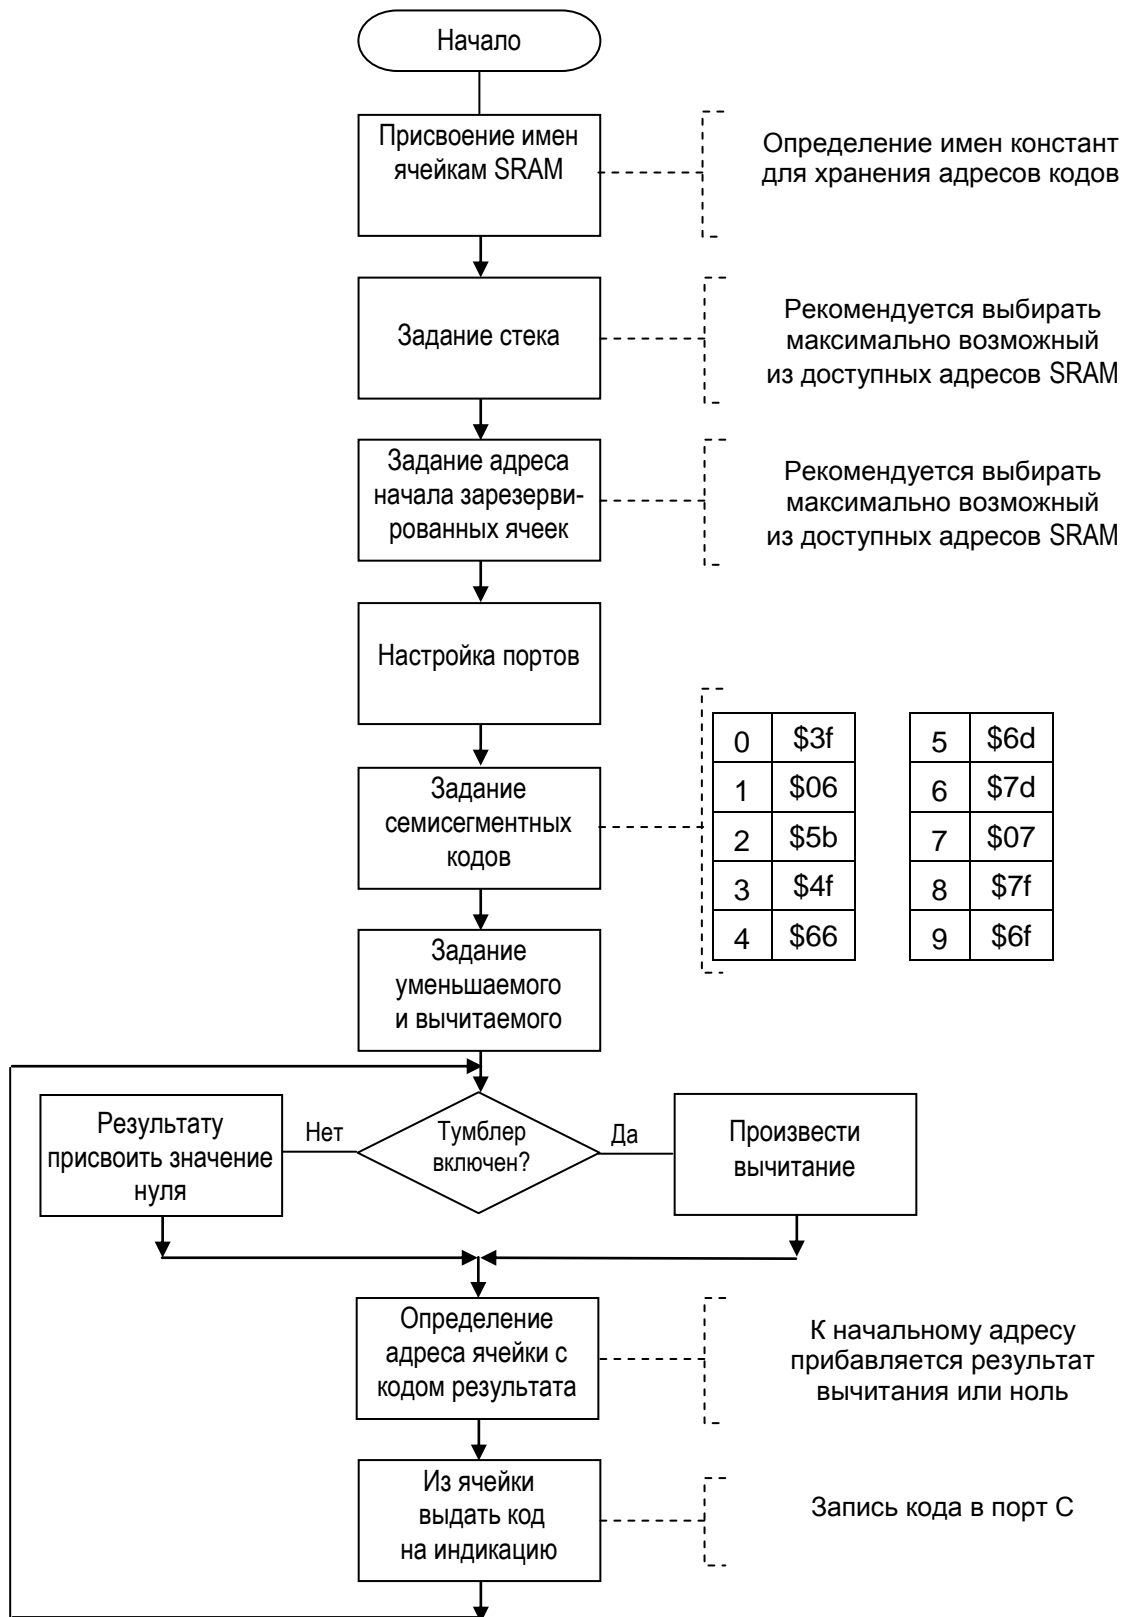 Начало
Присвоение имен
ячейкам SRAM
Определение имен констант
для хранения адресов кодов
Задание стека
Рекомендуется выбирать
максимально возможный
из доступных адресов SRAM
Задание адреса
начала зарезерви-
рованных ячеек
Рекомендуется выбирать
максимально возможный
из доступных адресов SRAM
Настройка портов
Задание
семисегментных
кодов
0 $3f
1 $06
2 $5b
3 $4f
4 $66
5 $6d
6 $7d
7 $07
8 $7f
9 $6f
Задание
уменьшаемого
и вычитаемого
Результату
присвоить значение
нуля
Нет
Тумблер
включен?
Да
Произвести
вычитание
Определение
адреса ячейки с
кодом результата
К начальному адресу
прибавляется результат
вычитания или ноль
Из ячейки
выдать код
на индикацию
Запись кода в порт С